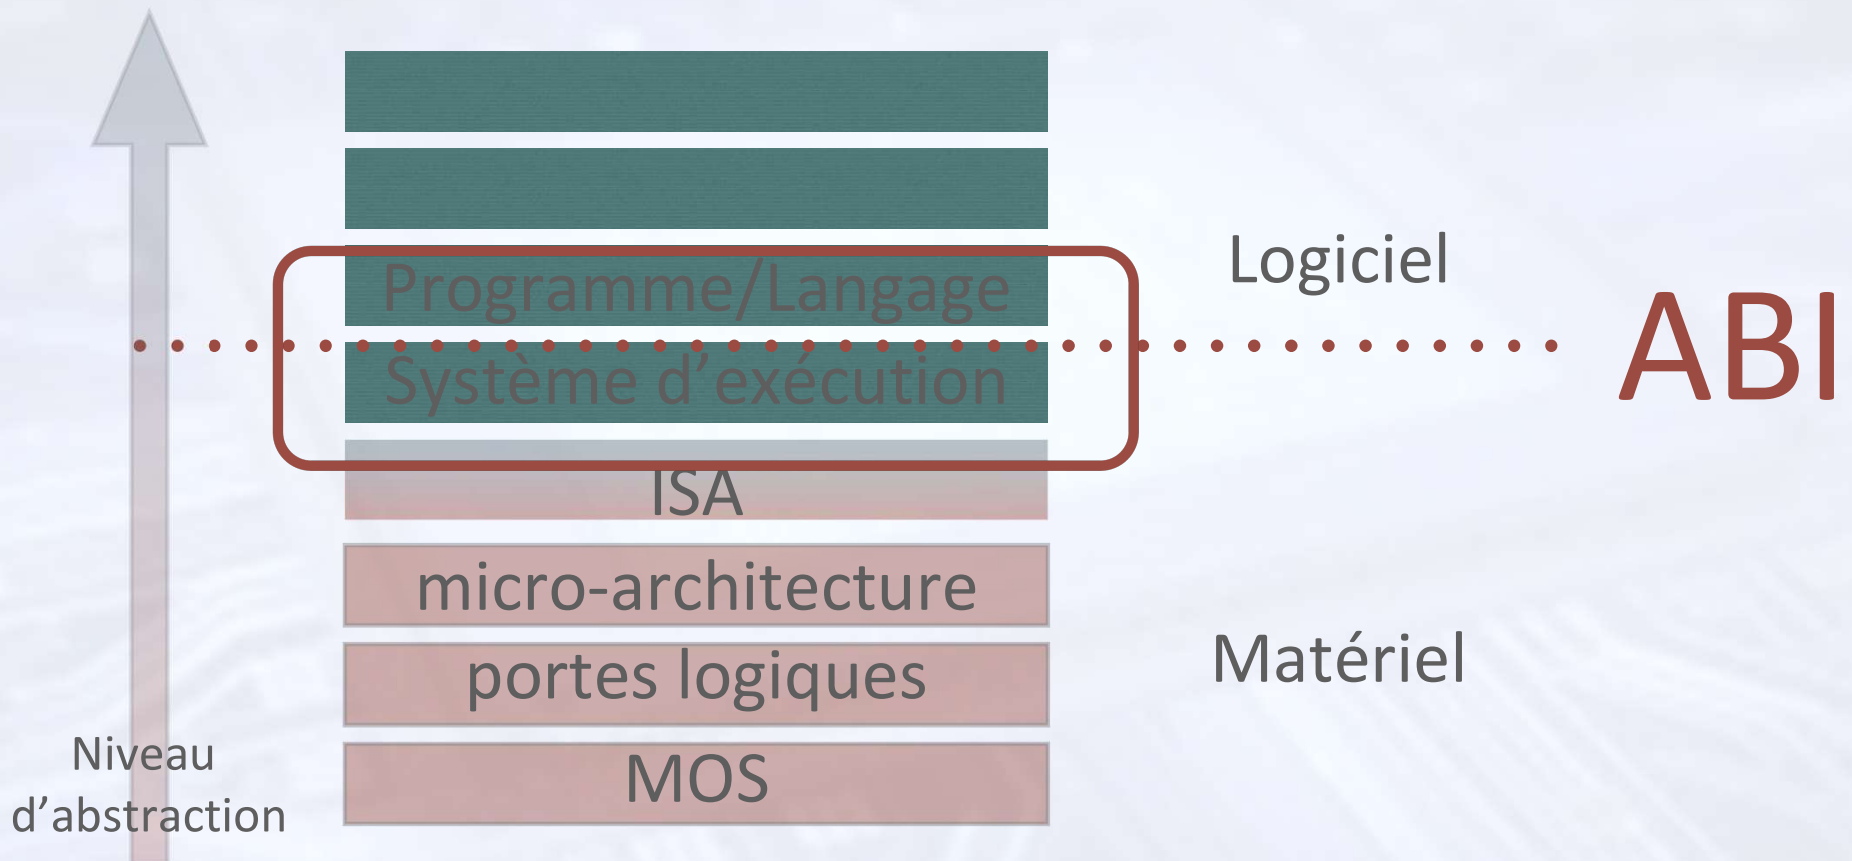 Programme/Langage
Logiciel
ABI
Système d’exécution
ISA
micro-architecture
portes logiques
Matériel
MOS
Niveau
d’abstraction